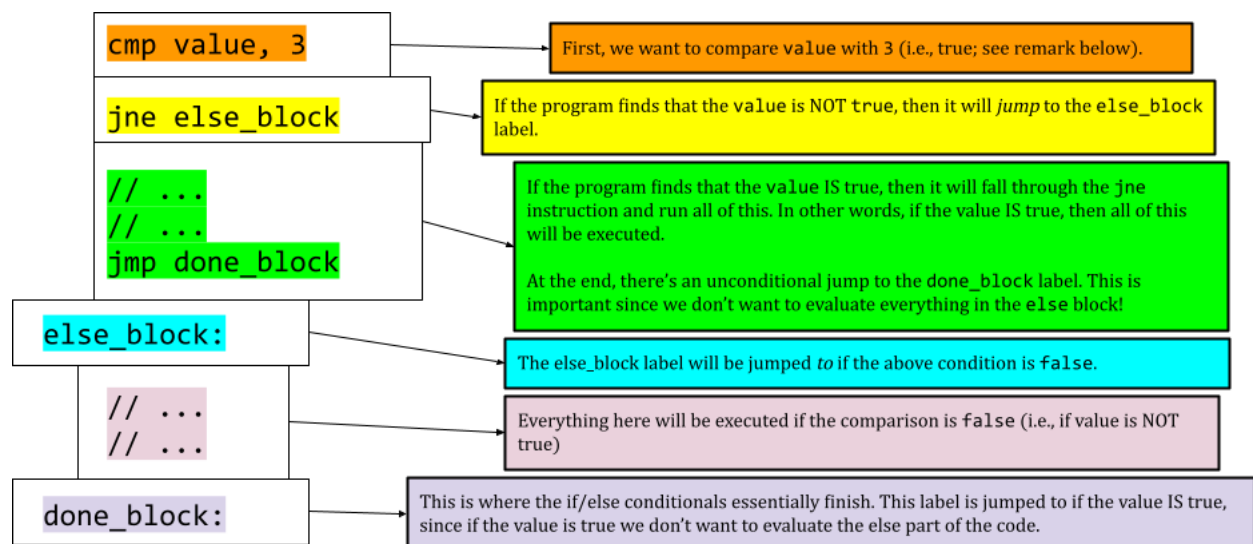 cmp value, 3
First, we want to compare value with 3 (i.e., true; see remark below).
jne else_block
If the program finds that the value is NOT true, then it will jump to the else_block
label.
// ...
// ...
jmp done_block
If the program finds that the value IS true, then it will fall through the jne
instruction and run all of this. In other words, if the value IS true, then all of this
will be executed.
At the end, there's an unconditional jump to the done_block label. This is
important since we don't want to evaluate everything in the else block!
else_block:
The else_block label will be jumped to if the above condition is false.
// ...
// ...
Everything here will be executed if the comparison is false (i.e., if value is NOT
true)
done_block:
This is where the if/else conditionals essentially finish. This label is jumped to if the value IS true,
since if the value is true we don't want to evaluate the else part of the code.